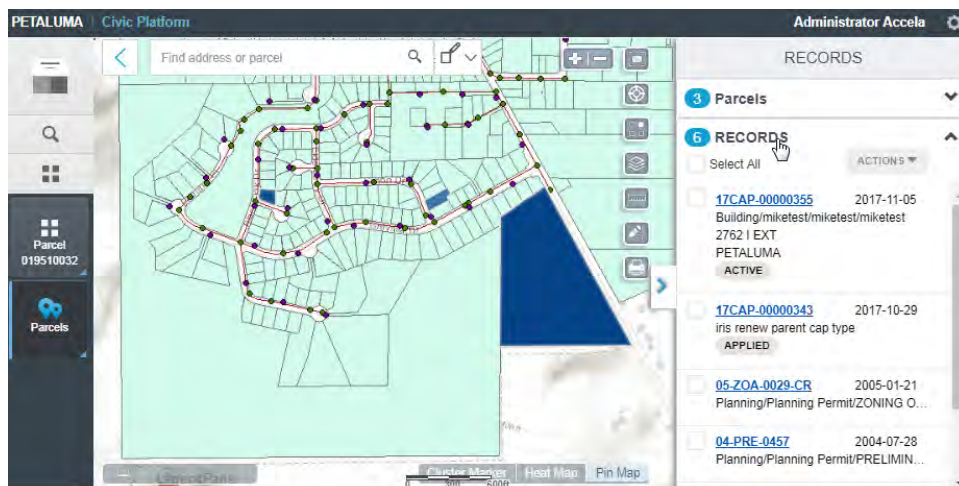 PETALUMA Civic Platform Administrator Accela
Find address or parcel
RECORDS
3 Parcels
6 RECORDS
Select All ACTIONS
17CAP-00000355 2017-11-05
Building/miketest/miketest/miketest
2762 I EXT
PETALUMA
ACTIVE
17CAP-00000343 2017-10-29
iris renew parent cap type
APPLIED
05-ZOA-0029-CR 2005-01-21
Planning/Planning Permit/ZONING O...
04-PRE-0457 2004-07-28
Planning/Planning Permit/PRELIMIN...
Parcel
019510032
Parcels
Cluster Marker Heat Map Pin Map
300 600ft